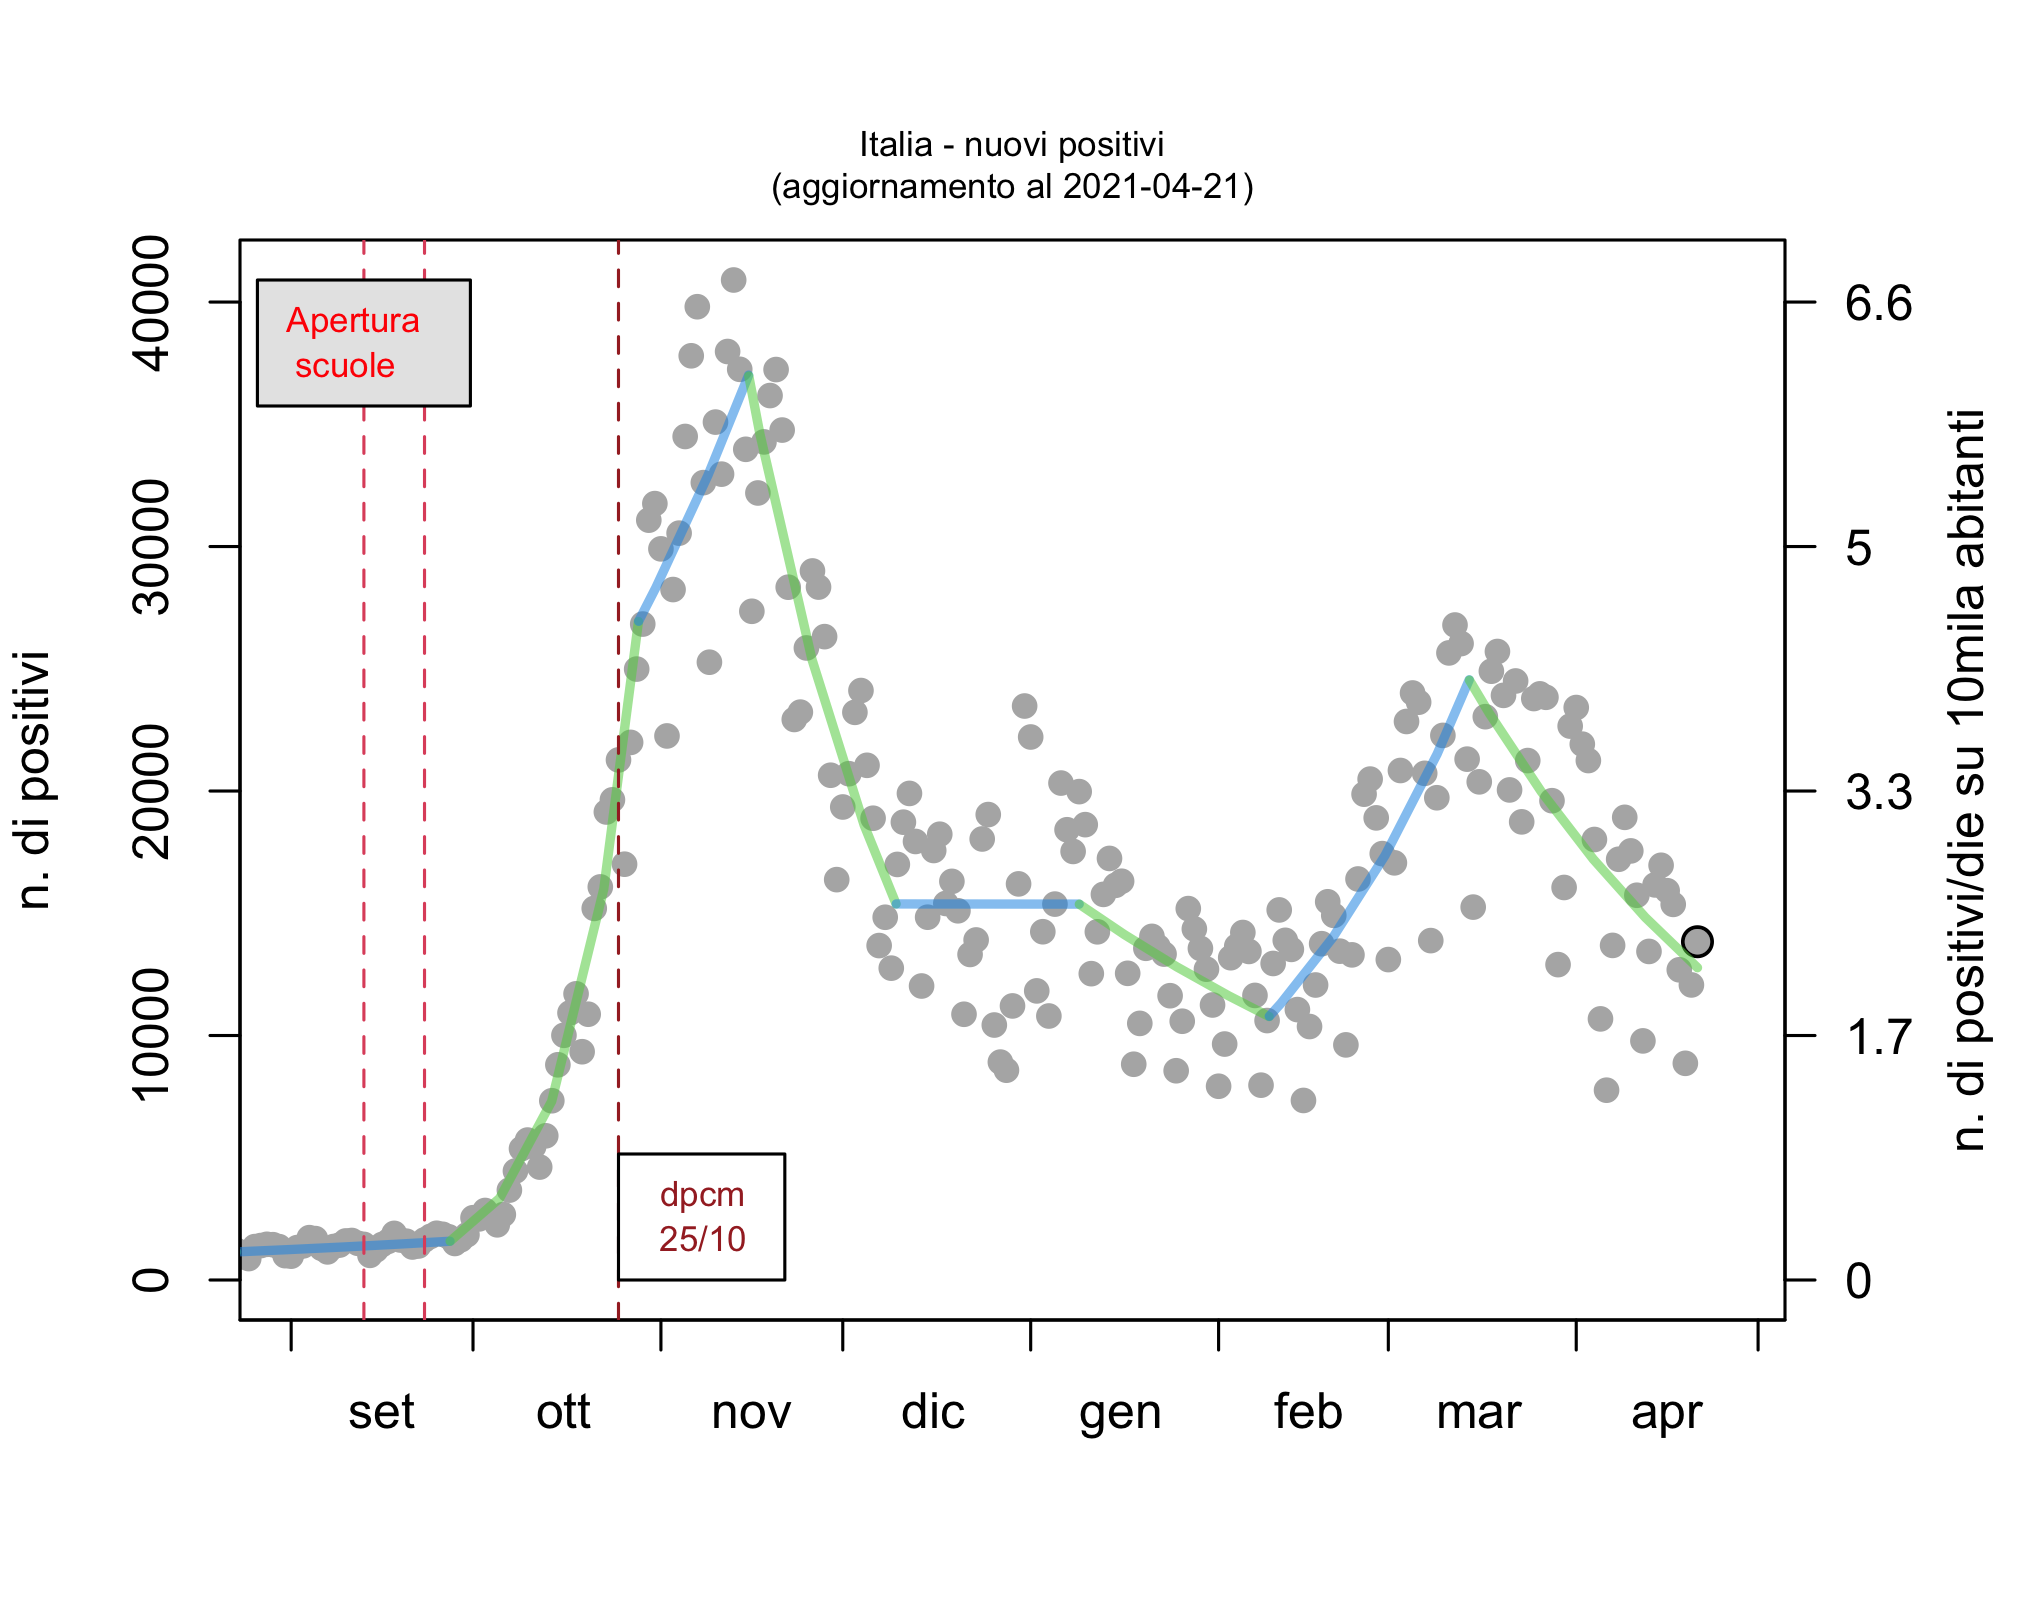 Italia - nuovi positivi
(aggiornamento al 2021-04-21)
n. di positivi
40000
30000
20000
10000
0
Apertura
scuole
dpcm
25/10
6.6
5
3.3
1.7
0
n. di positivi/die su 10mila abitanti
set ott nov dic gen feb mar apr